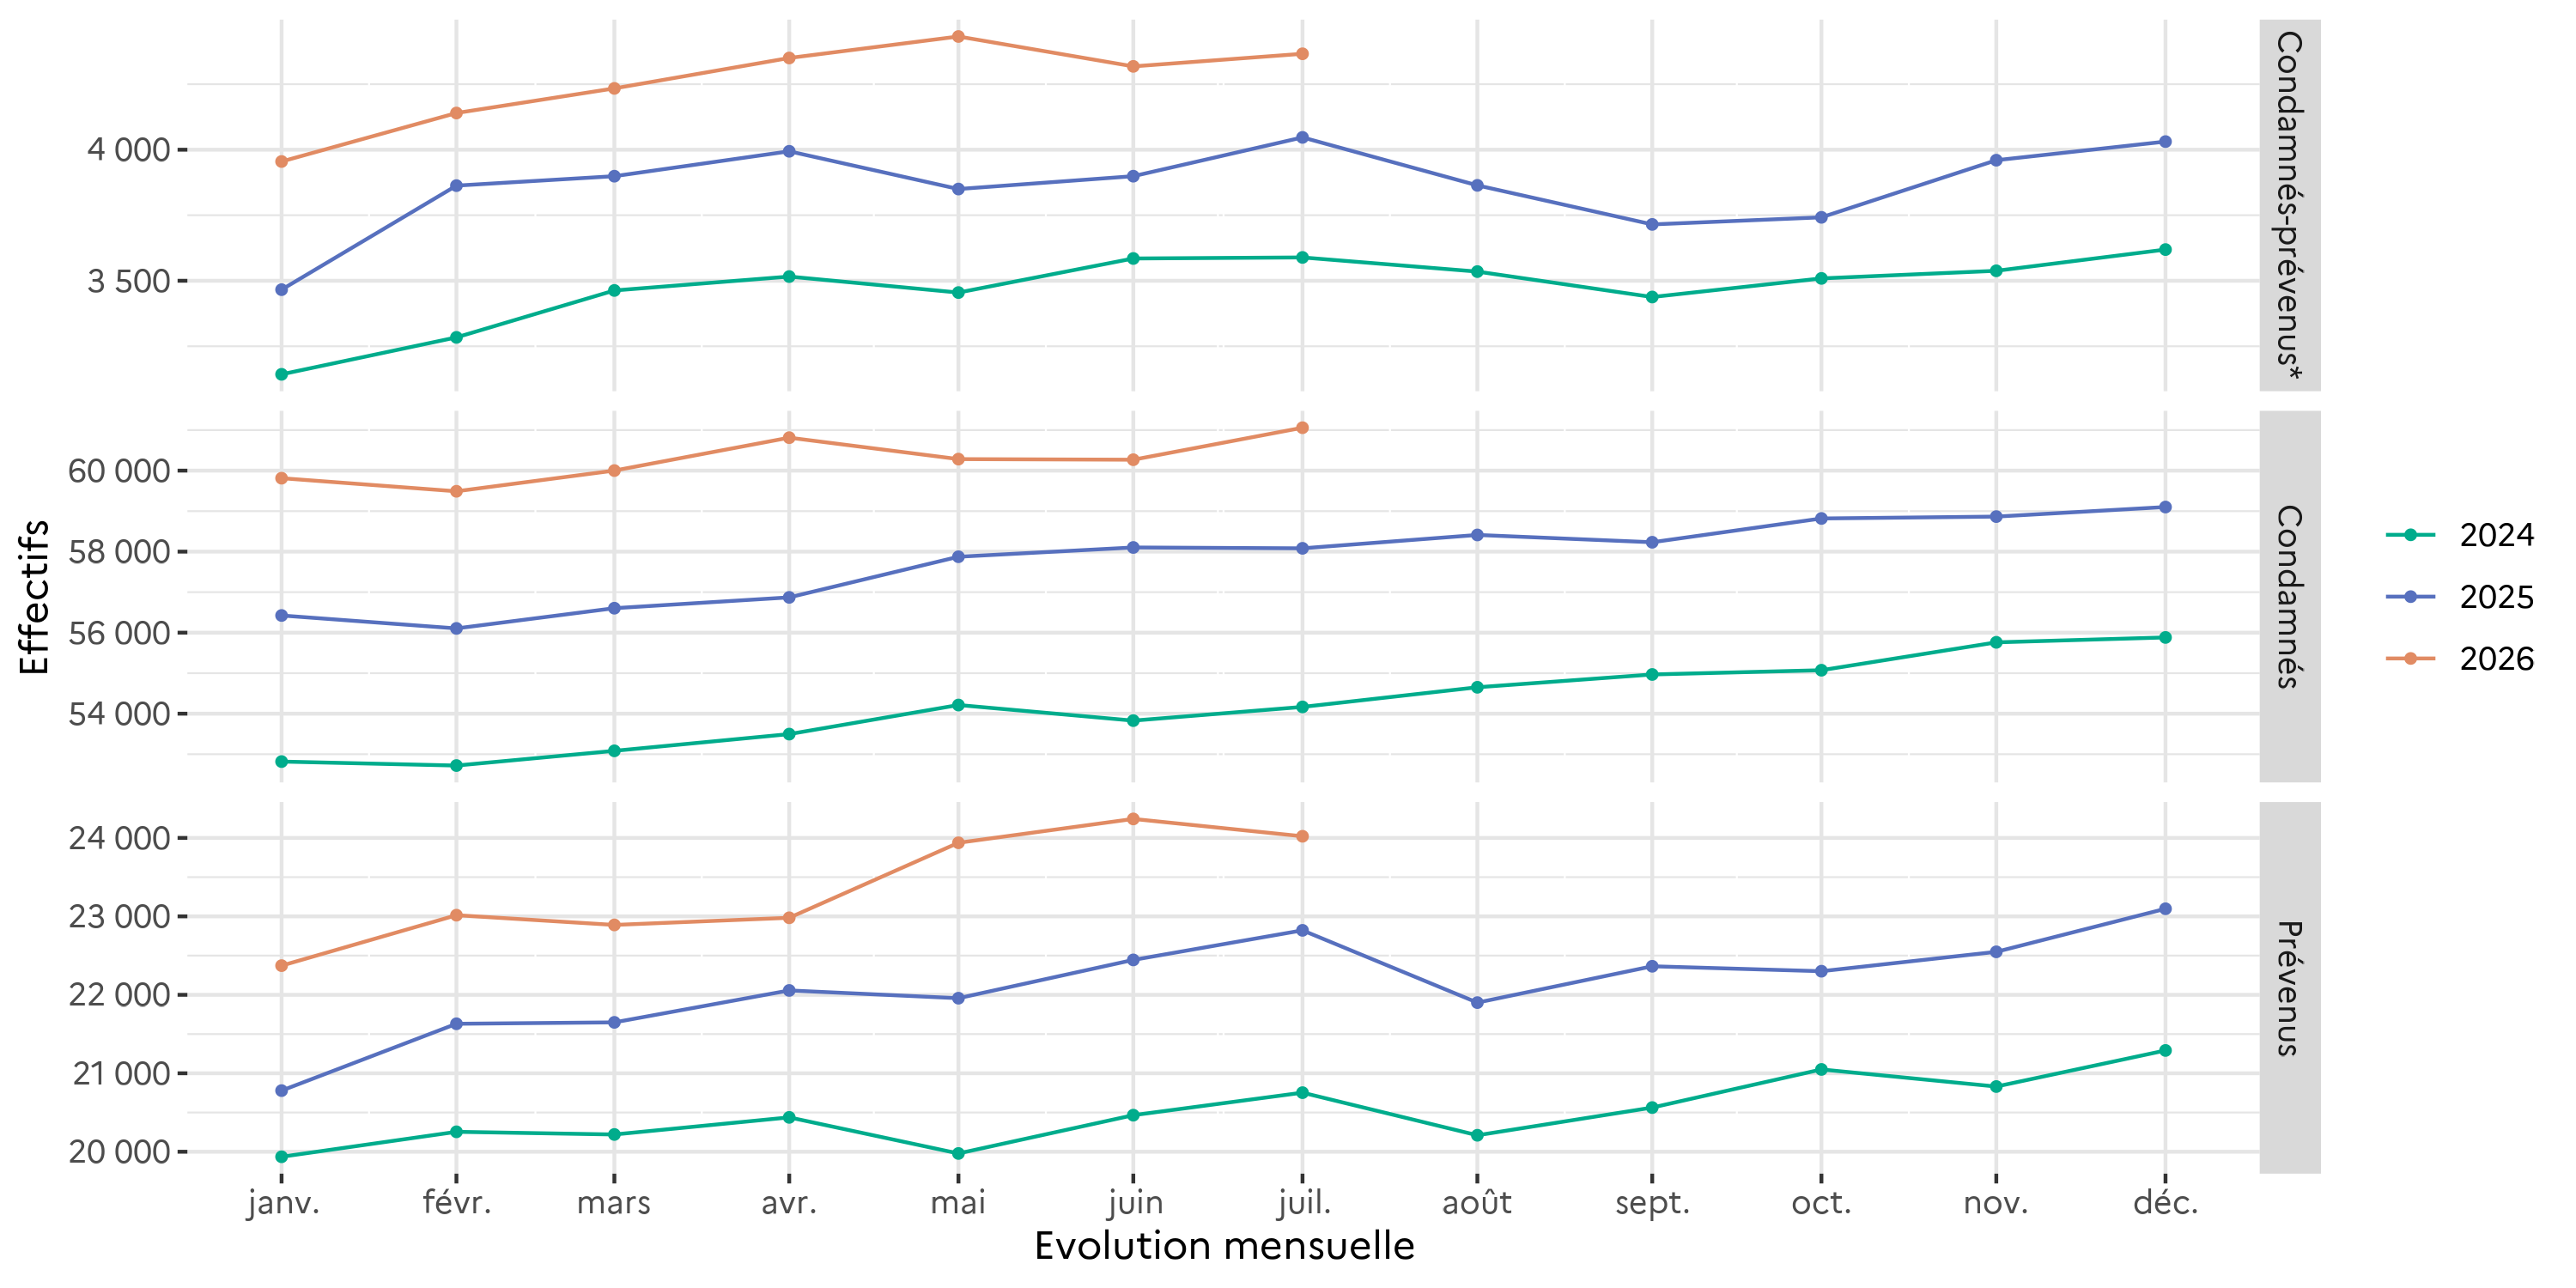 4 000
3 500
Condamnés-prévenus*
60 000
58 000
56 000
54 000
Condamnés
24 000
23 000
22 000
21 000
20 000
Prévenus
janv. févr. mars avr. mai juin juil. août sept. oct. nov. déc.
Evolution mensuelle
Effectifs
2024
2025
2026